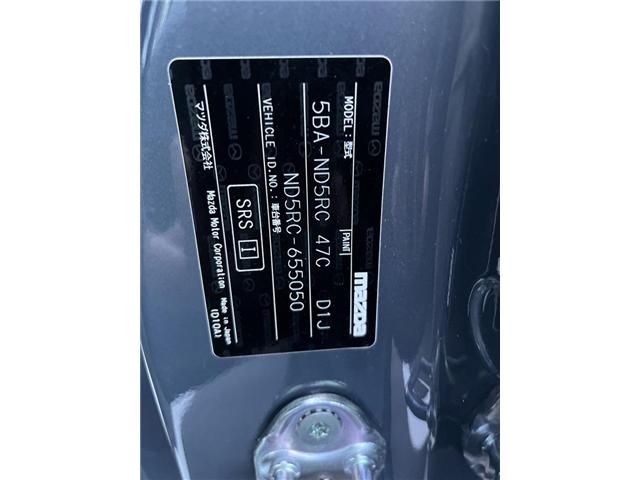 mazda
MODEL : 型式 PAINT
5BA-ND5RC 47C D1J
VEHICLE ID.NO. : 車台番号
ND5RC-655050
SRS I
マツダ株式会社 Mazda Motor Corporation Made in Japan
(D10A)